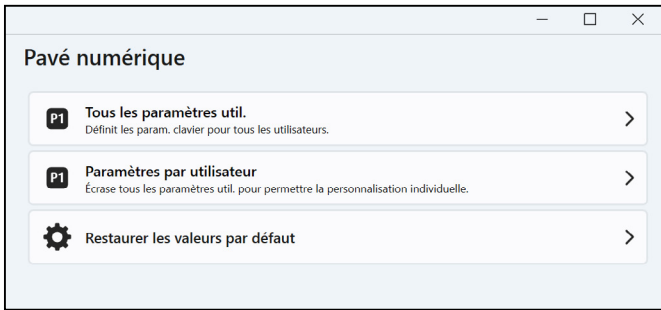 Pavé numérique
P1
Tous les paramètres util.
Définit les param. clavier pour tous les utilisateurs.
P1
Paramètres par utilisateur
Écrase tous les paramètres util. pour permettre la personnalisation individuelle.
Restaurer les valeurs par défaut